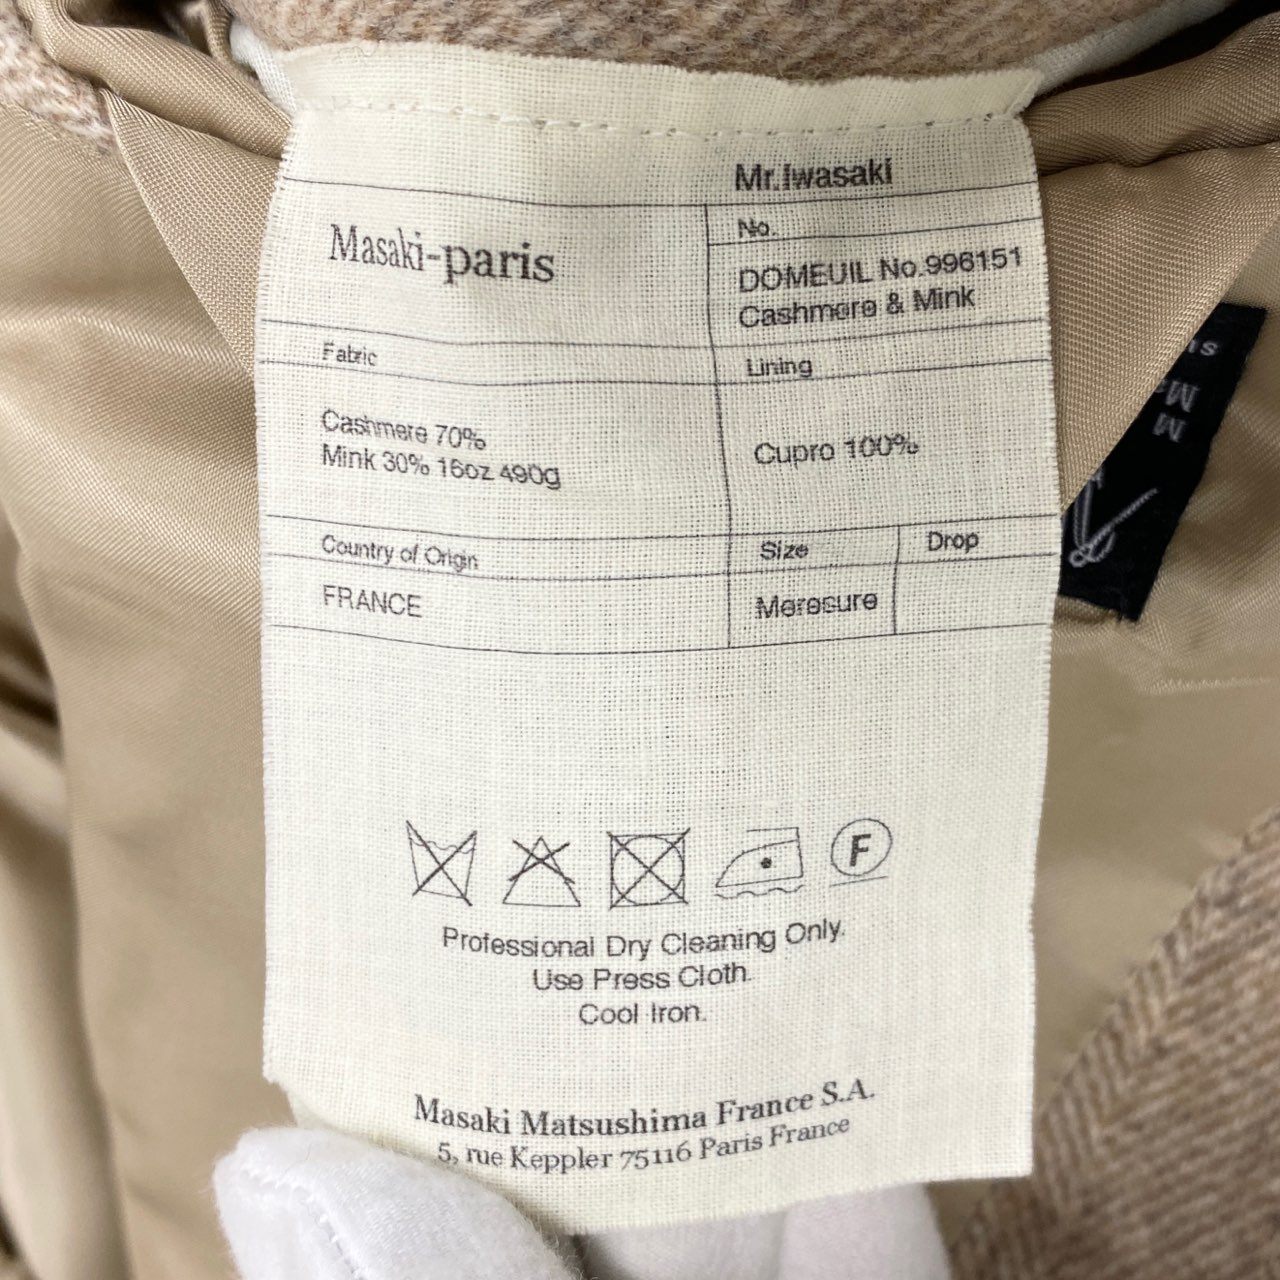 Mr.Iwasaki
Masaki-paris
No.
DOMEUIL No.996151
Cashmere & Mink
Fabric
Lining
Cashmere 70%
Mink 30% 16oz 490g
Cupro 100%
Country of Origin
Size
Drop
FRANCE
Meresure
F
Professional Dry Cleaning Only.
Use Press Cloth.
Cool Iron.
Masaki Matsushima France S.A.
5, rue Keppler 75116 Paris France